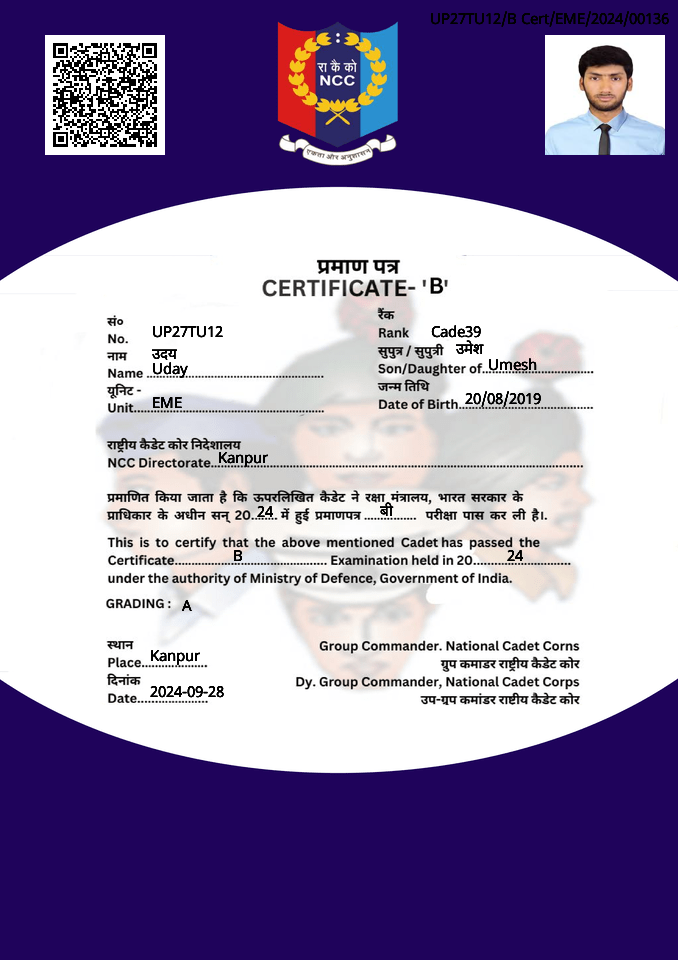 UP27TU12/B Cert/EME/2024/00136
रा कै को
NCC
एकता और अनुशासन
प्रमाण पत्र
CERTIFICATE- 'B'
सं०
No. UP27TU12
रैंक
Rank Cade39
नाम उदय
Name ........Uday........
सुपुत्र / सुपुत्री उमेश
Son/Daughter of...Umesh...
यूनिट -
Unit....EME....
जन्म तिथि
Date of Birth..20/08/2019..
राष्ट्रीय कैडेट कोर निदेशालय
NCC Directorate..Kanpur..
प्रमाणित किया जाता है कि ऊपरलिखित कैडेट ने रक्षा मंत्रालय, भारत सरकार के
प्राधिकार के अधीन सन् 20..24.. में हुई प्रमाणपत्र ....बी.... परीक्षा पास कर ली है।.
This is to certify that the above mentioned Cadet has passed the
Certificate........B........ Examination held in 20....24....
under the authority of Ministry of Defence, Government of India.
GRADING : A
स्थान
Place..Kanpur..
दिनांक
Date..2024-09-28..
Group Commander. National Cadet Corns
ग्रुप कमाडर राष्ट्रीय कैडेट कोर
Dy. Group Commander, National Cadet Corps
उप-ग्रुप कमांडर राष्टीय कैडेट कोर